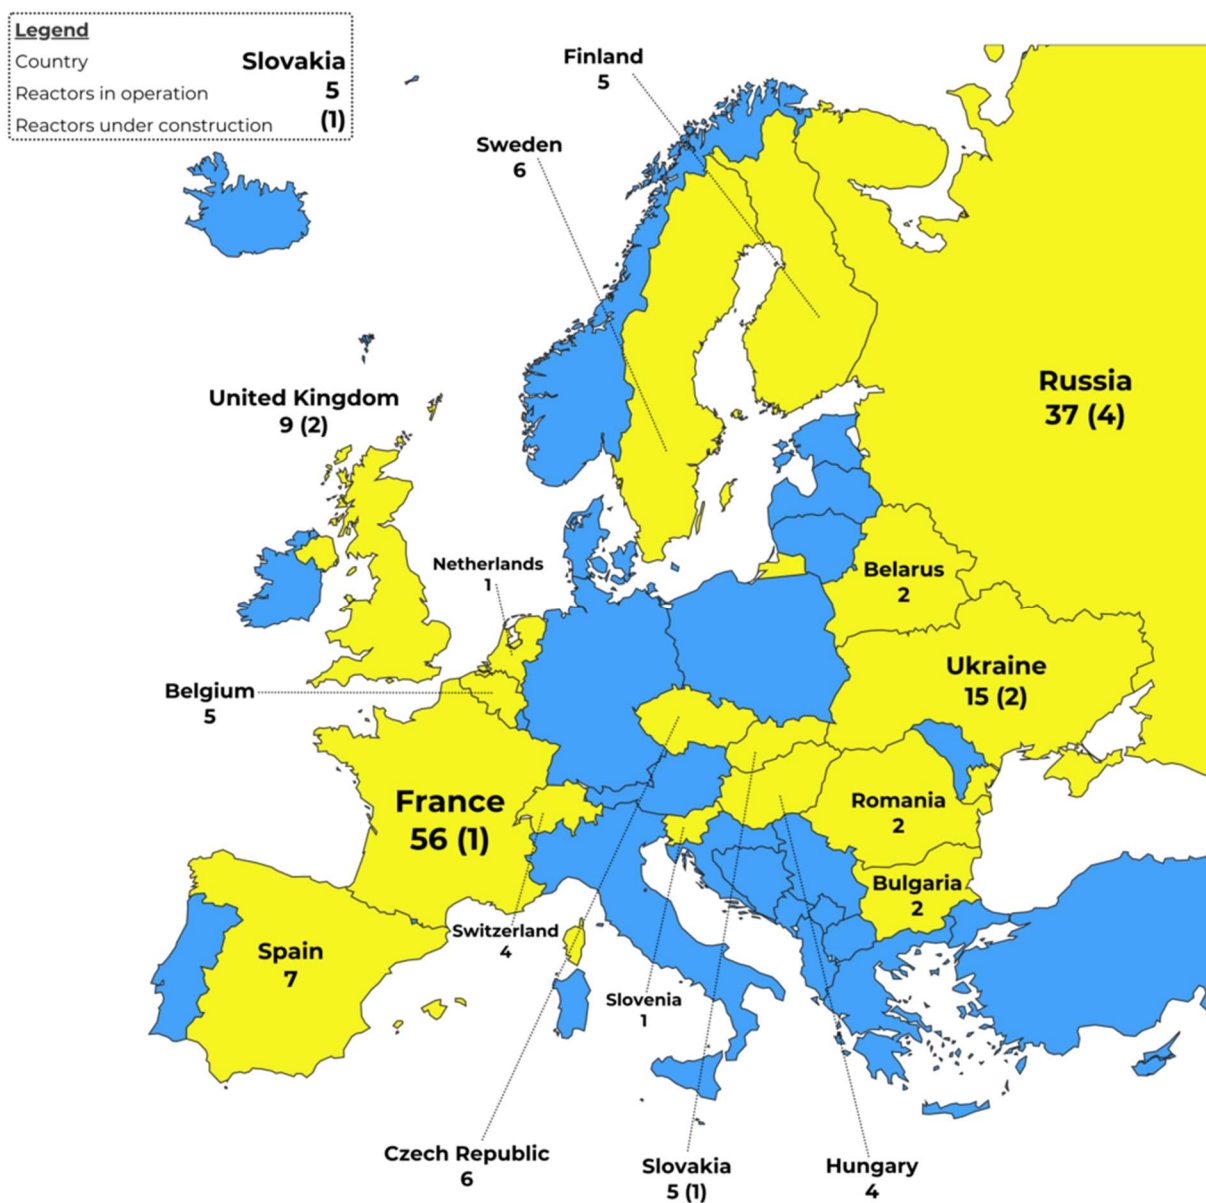 Legend
Country Slovakia
Reactors in operation 5
Reactors under construction (1)
Finland
5
Sweden
6
Russia
37 (4)
United Kingdom
9 (2)
Netherlands
1
Belarus
2
Ukraine
15 (2)
Belgium
5
France
56 (1)
Romania
2
Bulgaria
2
Switzerland
4
Spain
7
Slovenia
1
Czech Republic
6
Slovakia
5 (1)
Hungary
4